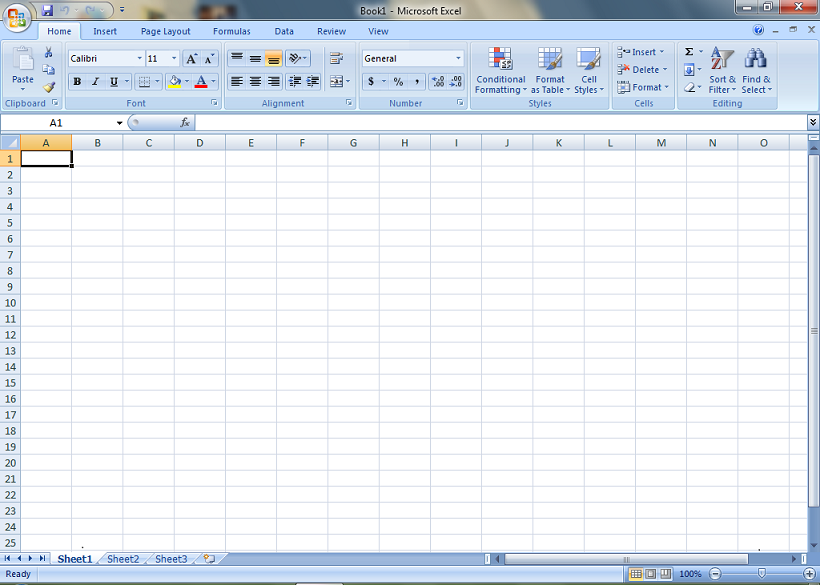 Book1 - Microsoft Excel
Home Insert Page Layout Formulas Data Review View
Calibri 11 General
Paste B I U $ % , Conditional Formatting Format as Table Cell Styles Insert Delete Format Σ Sort & Filter Find & Select
Clipboard Font Alignment Number Styles Cells Editing
A1 fx
A B C D E F G H I J K L M N O
1
2
3
4
5
6
7
8
9
10
11
12
13
14
15
16
17
18
19
20
21
22
23
24
25
Sheet1 Sheet2 Sheet3
Ready 100%